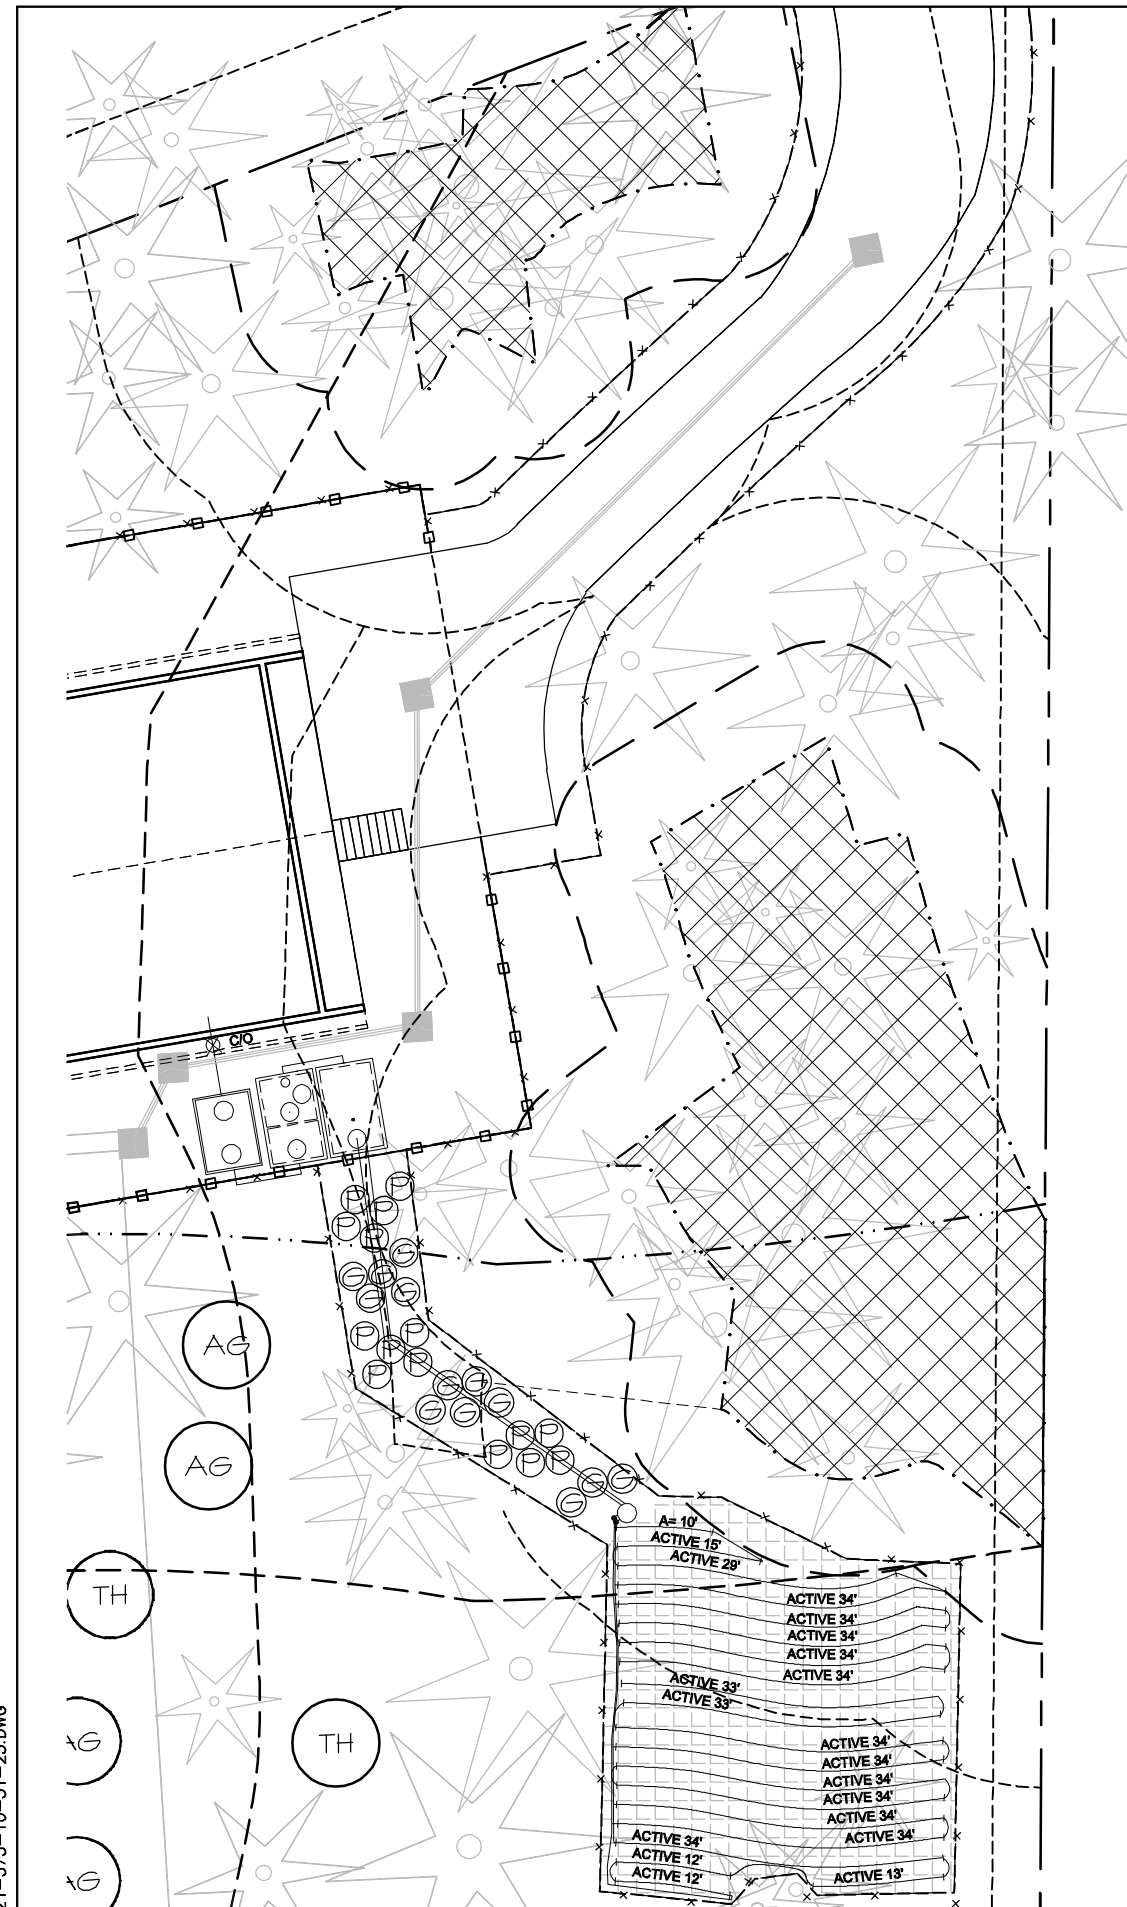 C/O
P
P
P
P
P
G
G
G
G
G
P
P
P
P
P
G
G
G
G
G
P
P
P
P
P
G
G
G
AG
AG
TH
TH
A= 10'
ACTIVE 15'
ACTIVE 29'
ACTIVE 34'
ACTIVE 34'
ACTIVE 34'
ACTIVE 34'
ACTIVE 34'
ACTIVE 33'
ACTIVE 33'
ACTIVE 34'
ACTIVE 34'
ACTIVE 34'
ACTIVE 34'
ACTIVE 34'
ACTIVE 34'
ACTIVE 34'
ACTIVE 12'
ACTIVE 12'
ACTIVE 13'